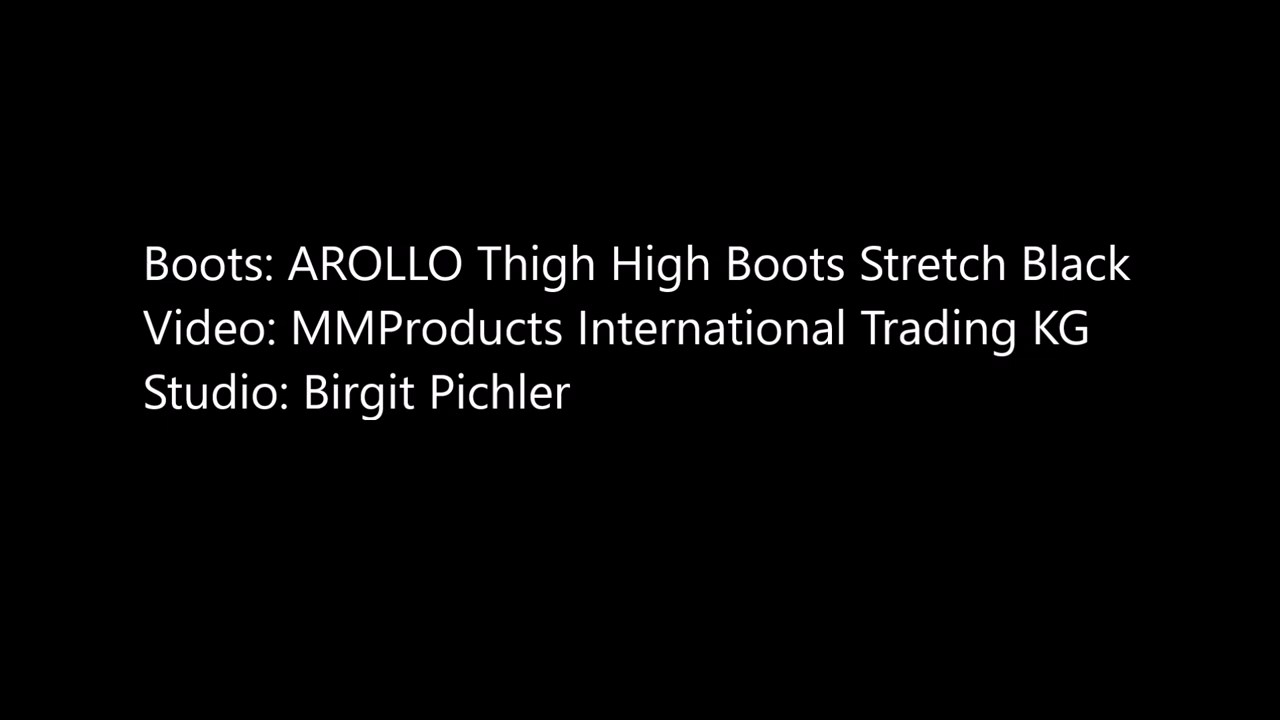 Boots: AROLLO Thigh High Boots Stretch Black
Video: MMProducts International Trading KG
Studio: Birgit Pichler